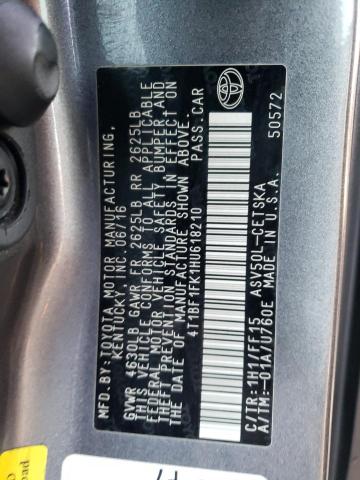 MFD.BY:TOYOTA MOTOR MANUFACTURING,
KENTUCKY, INC. 06/16
GVWR 4630LB GAWR FR 2625LB RR 2625LB
THIS VEHICLE CONFORMS TO ALL APPLICABLE
FEDERAL MOTOR VEHICLE SAFETY, BUMPER, AND
THEFT PREVENTION STANDARDS IN EFFECT ON
THE DATE OF MANUFACTURE SHOWN ABOVE.
4T1BF1FK1HU618210 PASS.CAR
C/TR:1H1/FF15 ASV50L-CETSKA
A/TM:-01A/U760E MADE IN U.S.A.
50572